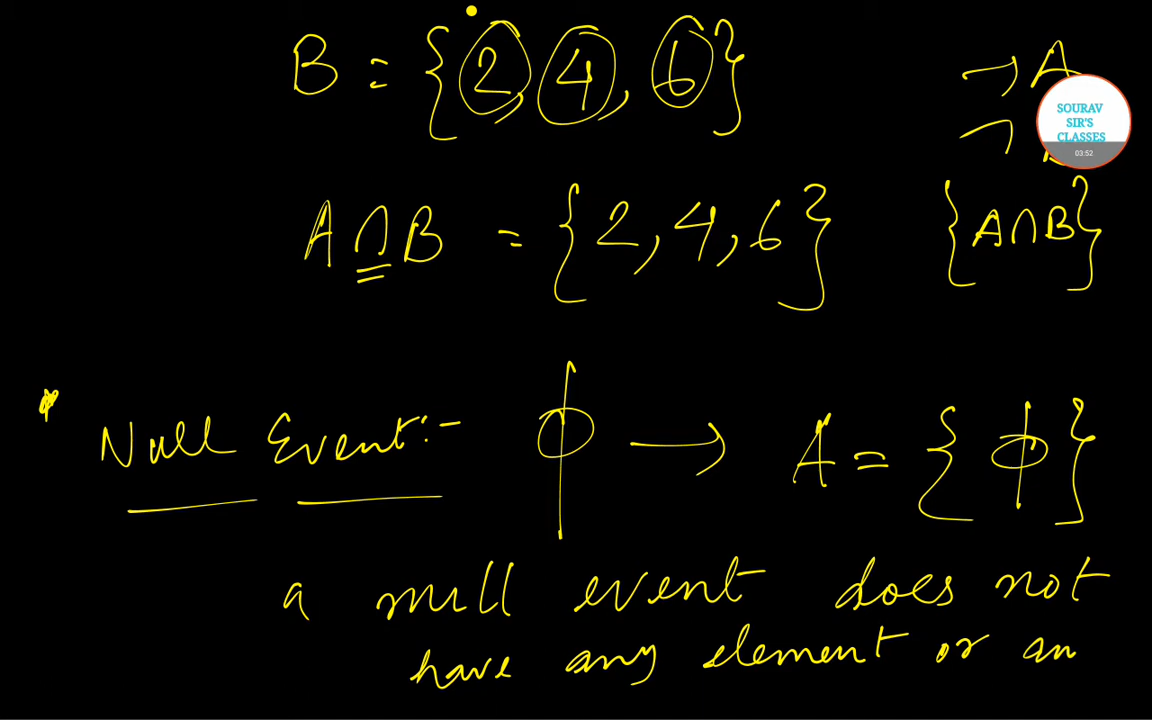 B = {2, 4, 6}
→ A
SOURAV
SIR'S
CLASSES
03:52
A∩B = {2, 4, 6}
{A∩B}
* Null Event:- ϕ → A = {ϕ}
a null event does not
have any element or an